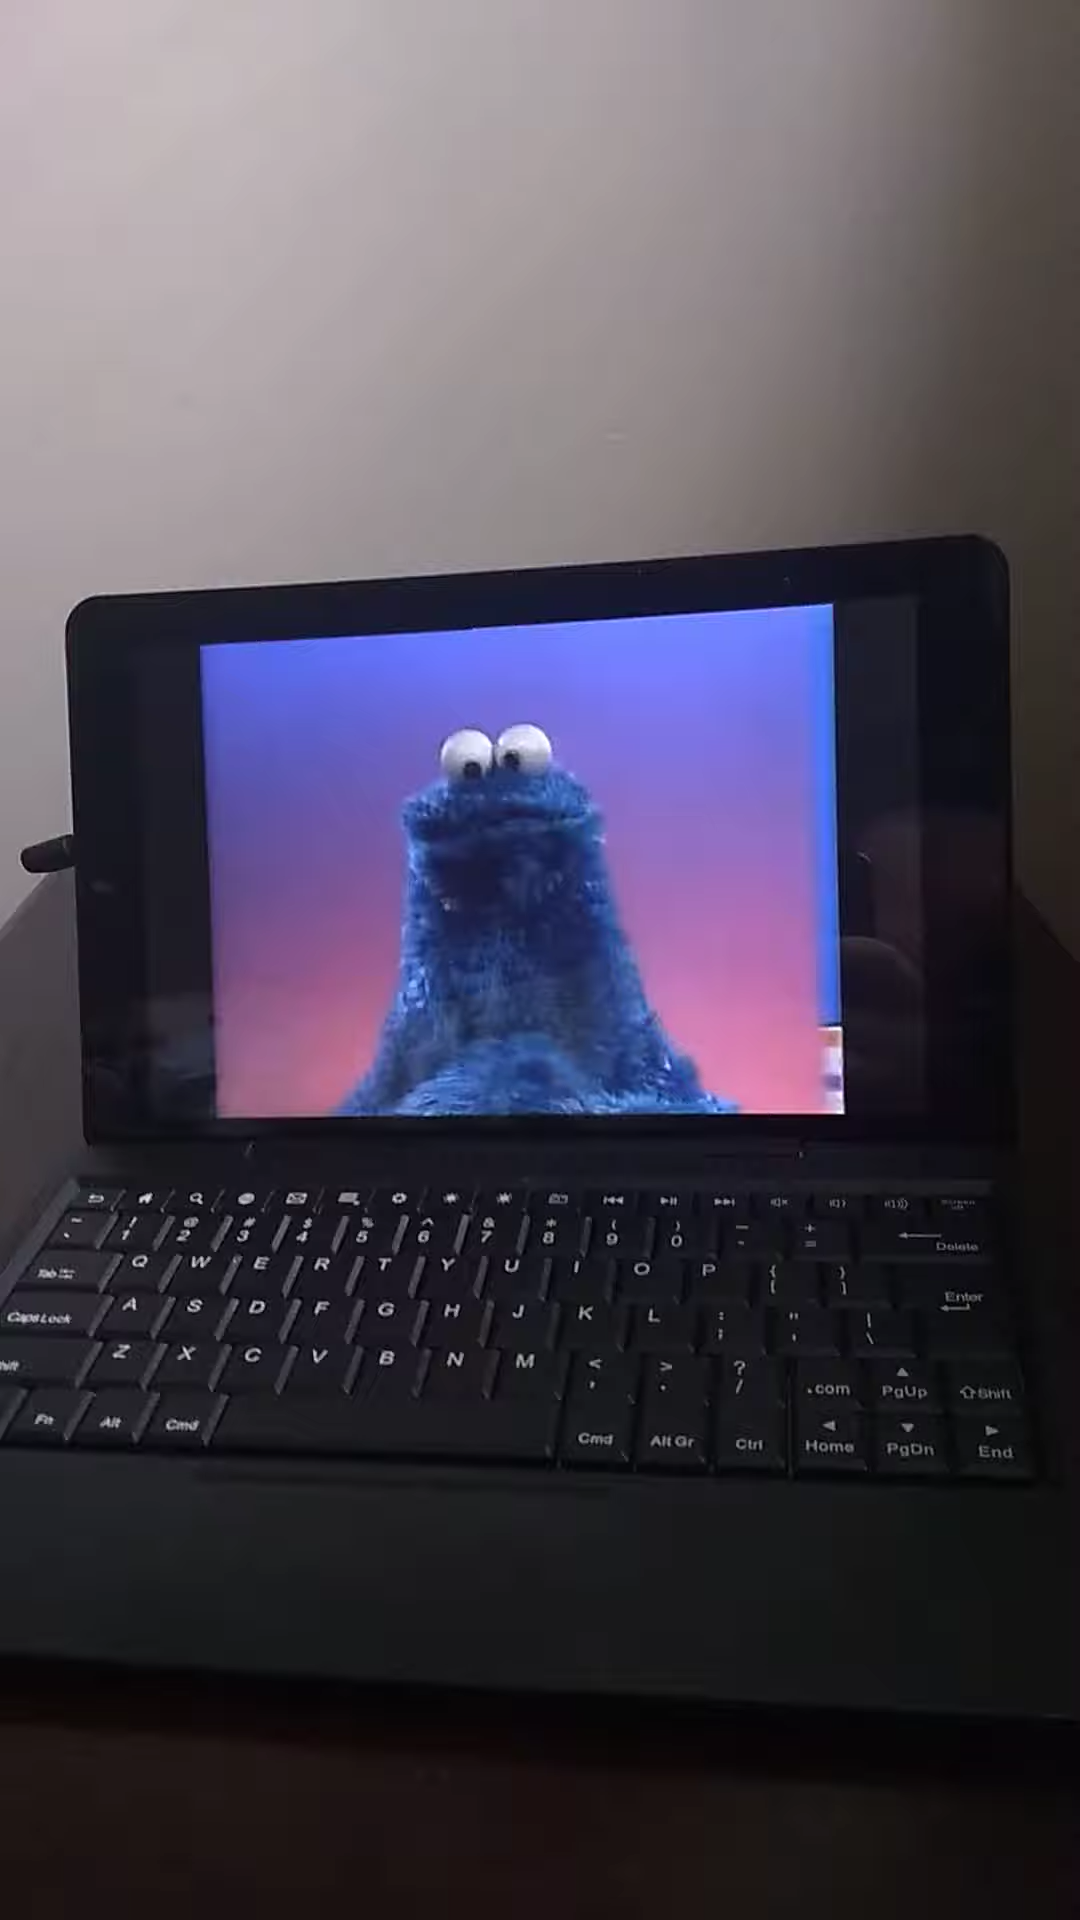 ~ ! @ # $ % ^ & * ( ) - +
` 1 2 3 4 5 6 7 8 9 0 - = Delete
Tab Q W E R T Y U I O P { [ } ] Enter
Caps Lock A S D F G H J K L : ; " ' | \
Z X C V B N M < , > . ? / .com PgUp Shift
Fn Alt Cmd Cmd Alt Gr Ctrl Home PgDn End